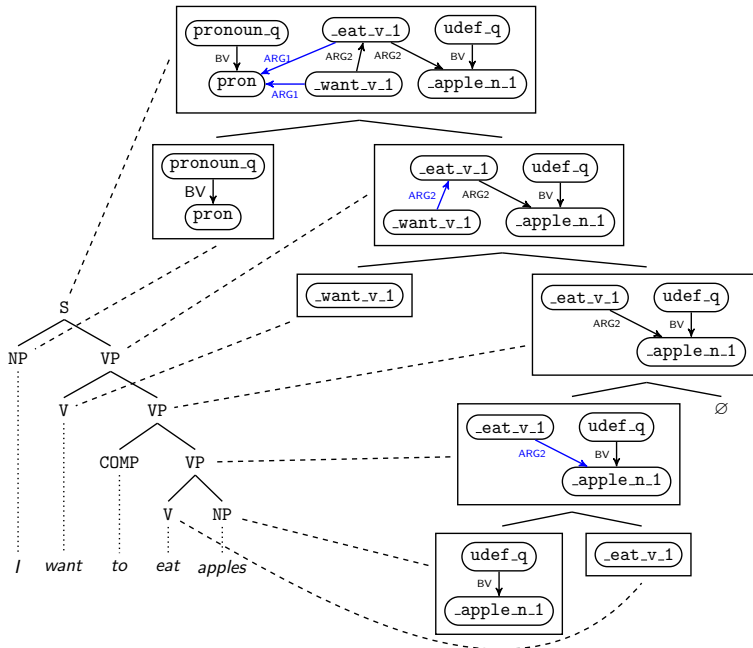 pronoun_q _eat_v_1 udef_q
BV ARG1 ARG2 ARG2 BV
pron _want_v_1 _apple_n_1
ARG1
pronoun_q _eat_v_1 udef_q
BV ARG2 ARG2 BV
pron _want_v_1 _apple_n_1
_want_v_1 _eat_v_1 udef_q
S
ARG2 BV
NP VP _apple_n_1
V VP ∅
_eat_v_1 udef_q
COMP VP ARG2 BV
_apple_n_1
V NP
udef_q _eat_v_1
I want to eat apples BV
_apple_n_1